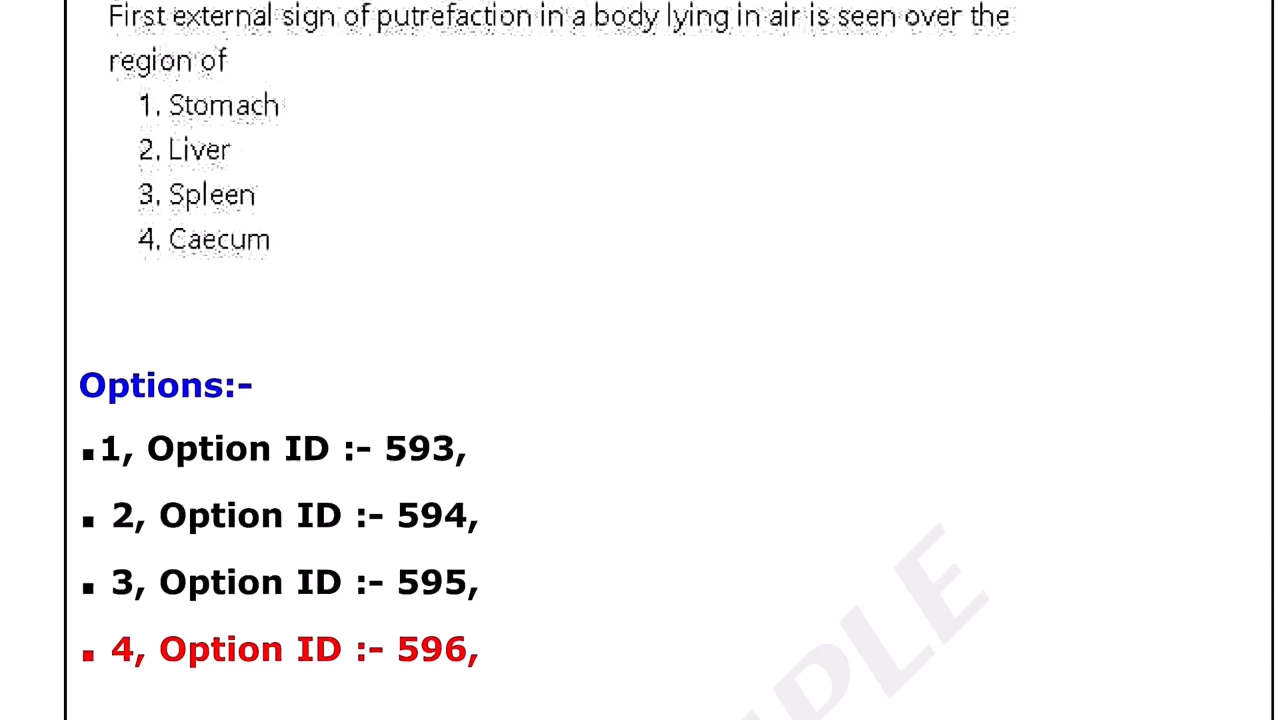 First external sign of putrefaction in a body lying in air is seen over the
region of
1. Stomach
2. Liver
3. Spleen
4. Caecum
Options:-
▪1, Option ID :- 593,
▪ 2, Option ID :- 594,
▪ 3, Option ID :- 595,
▪ 4, Option ID :- 596,
PLE